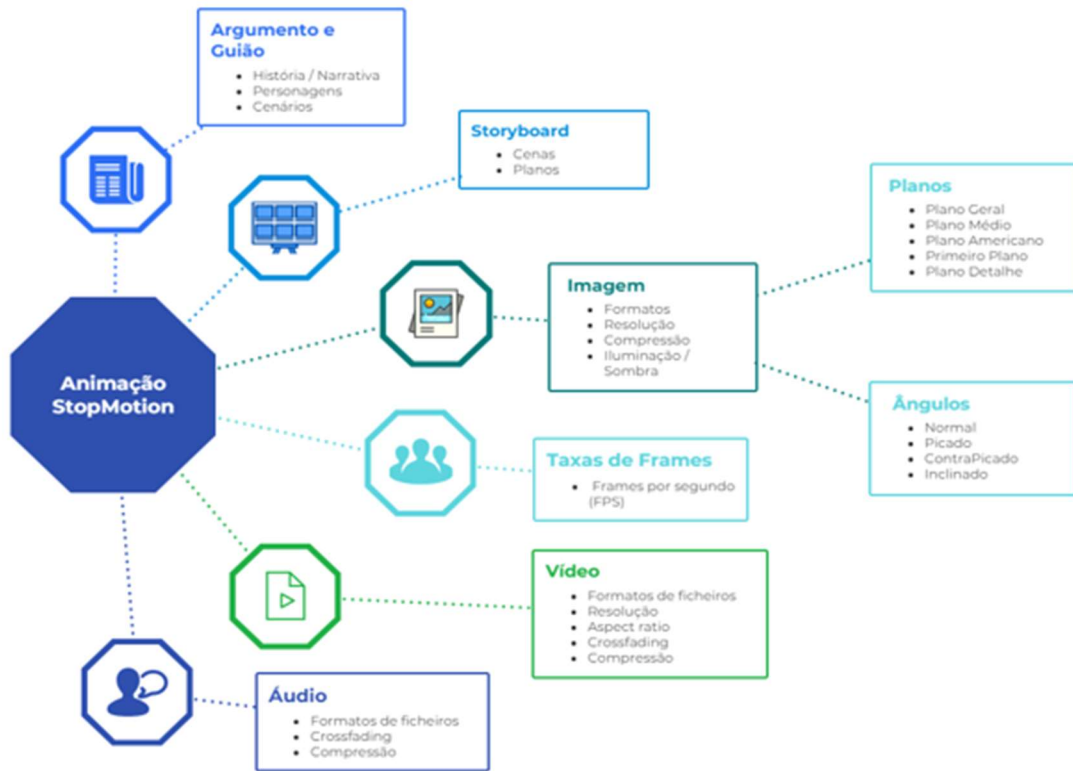 Argumento e
Guião
História / Narrativa
Personagens
Cenários
Storyboard
Cenas
Planos
Planos
Plano Geral
Plano Médio
Plano Americano
Primeiro Plano
Plano Detalhe
Imagem
Formatos
Resolução
Compressão
Iluminação /
Sombra
Animação
StopMotion
Ângulos
Normal
Picado
ContraPicado
Inclinado
Taxas de Frames
Frames por segundo
(FPS)
Vídeo
Formatos de ficheiros
Resolução
Aspect ratio
Crossfading
Compressão
Áudio
Formatos de ficheiros
Crossfading
Compressão